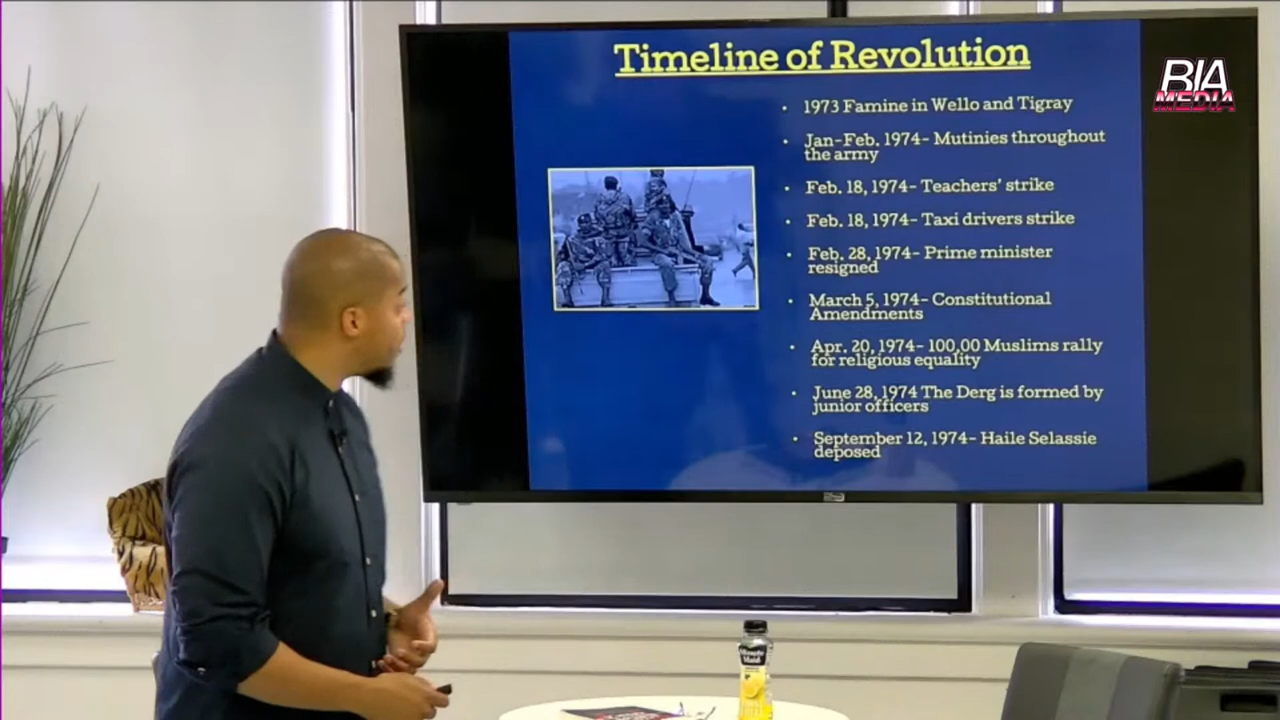 Timeline of Revolution
BIA
MEDIA
• 1973 Famine in Wello and Tigray
• Jan-Feb. 1974- Mutinies throughout
the army
• Feb. 18, 1974- Teachers' strike
• Feb. 18, 1974- Taxi drivers strike
• Feb. 28, 1974- Prime minister
resigned
• March 5, 1974- Constitutional
Amendments
• Apr. 20, 1974- 100,00 Muslims rally
for religious equality
• June 28, 1974 The Derg is formed by
junior officers
• September 12, 1974- Haile Selassie
deposed
Minute
Maid